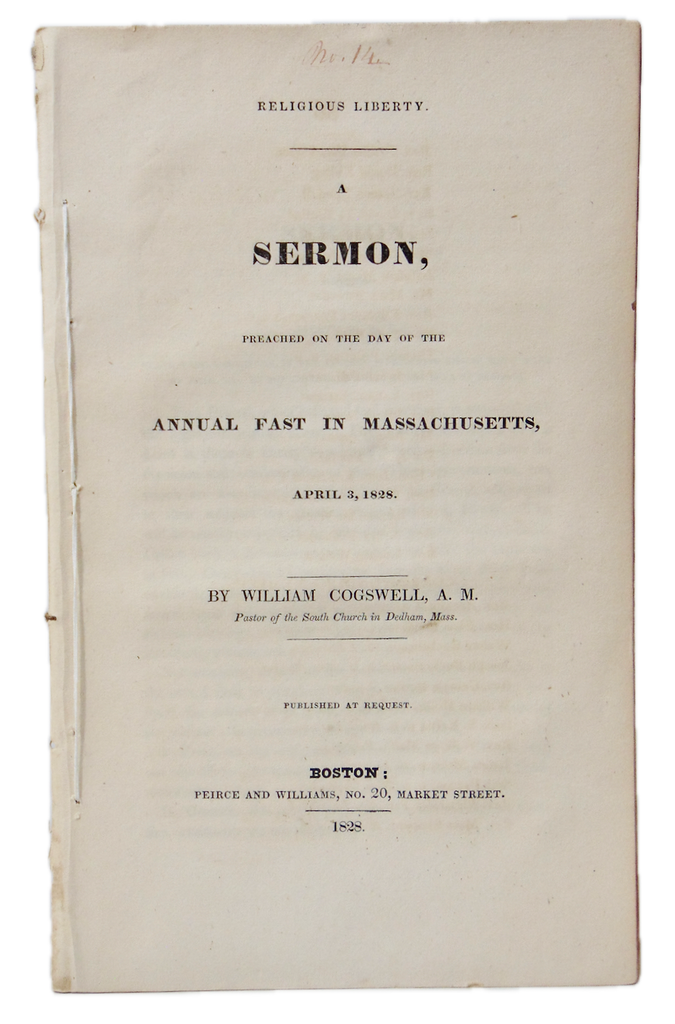 No. 14
RELIGIOUS LIBERTY.
A
SERMON,
PREACHED ON THE DAY OF THE
ANNUAL FAST IN MASSACHUSETTS,
APRIL 3, 1828.
BY WILLIAM COGSWELL, A. M.
Pastor of the South Church in Dedham, Mass.
PUBLISHED AT REQUEST.
BOSTON:
PEIRCE AND WILLIAMS, NO. 20, MARKET STREET.
1828.